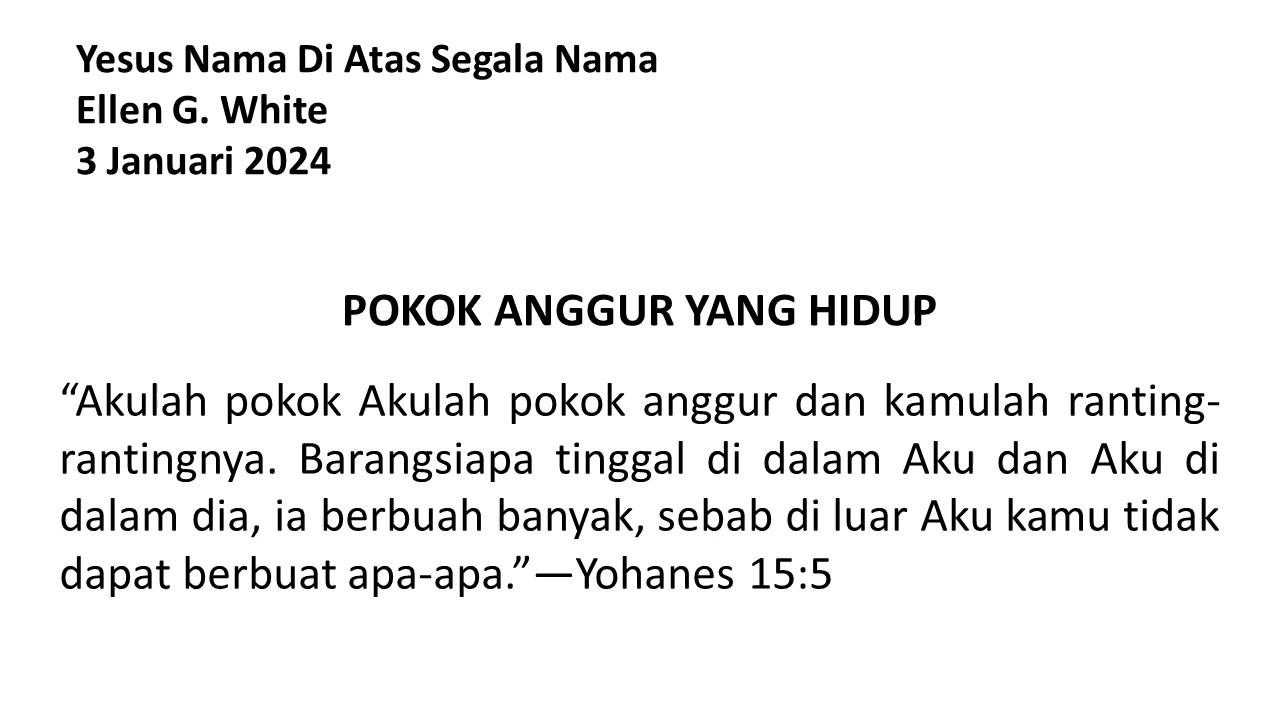 Yesus Nama Di Atas Segala Nama
Ellen G. White
3 Januari 2024
POKOK ANGGUR YANG HIDUP
“Akulah pokok Akulah pokok anggur dan kamulah ranting-
rantingnya. Barangsiapa tinggal di dalam Aku dan Aku di
dalam dia, ia berbuah banyak, sebab di luar Aku kamu tidak
dapat berbuat apa-apa.”—Yohanes 15:5